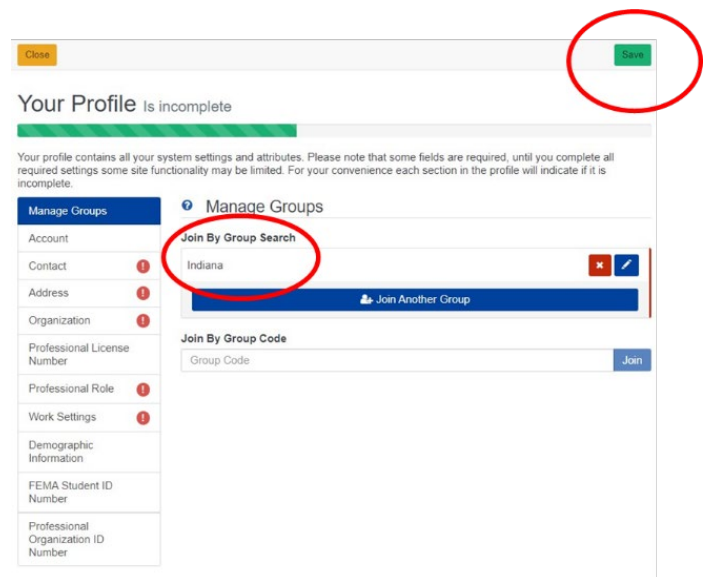 Close
Save
Your Profile Is incomplete
Your profile contains all your system settings and attributes. Please note that some fields are required, until you complete all
required settings some site functionality may be limited. For your convenience each section in the profile will indicate if it is
incomplete.
Manage Groups
Account
Contact
Address
Organization
Professional License
Number
Professional Role
Work Settings
Demographic
Information
FEMA Student ID
Number
Professional
Organization ID
Number
Manage Groups
Join By Group Search
Indiana
Join Another Group
Join By Group Code
Group Code
Join